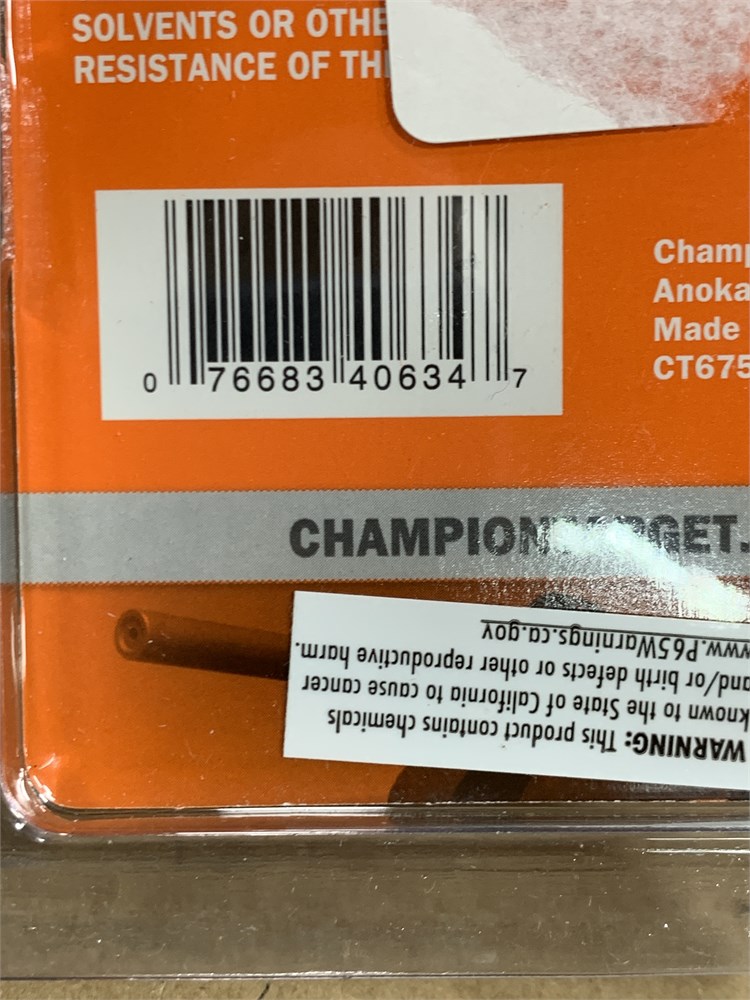 SOLVENTS OR OTHE
RESISTANCE OF TH
Champ
Anoka
Made
CT675
0 76683 40634 7
CHAMPIONTARGET.
WARNING: This product contains chemicals
known to the State of California to cause cancer
and/or birth defects or other reproductive harm.
www.P65Warnings.ca.gov